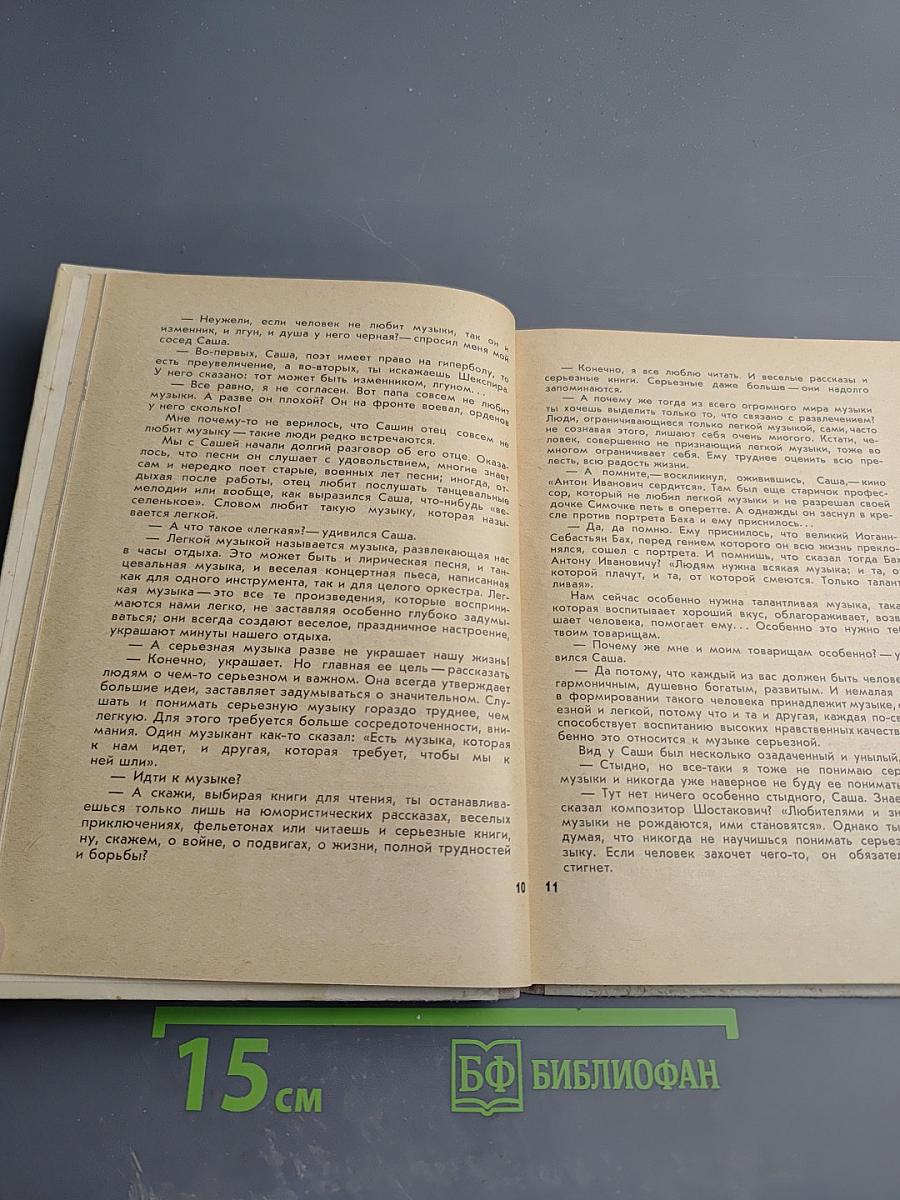 — Неужели, если человек не любит музыки, так он и
изменник, и лгун, и душа у него черная?— спросил меня мой
сосед Саша.
— Во-первых, Саша, поэт имеет право на гиперболу, то
есть преувеличение, а во-вторых, ты искажаешь Шекспира.
У него сказано: тот может быть изменником, лгуном...
— Все равно, я не согласен. Вот папа совсем не любит
музыки. А разве он плохой? Он на фронте воевал, орденов
у него сколько!
Мне почему-то не верилось, что Сашин отец совсем не
любит музыку — такие люди редко встречаются.
Мы с Сашей начали долгий разговор об его отце. Оказа-
лось, что песни он слушает с удовольствием, многие знает
сам и нередко поет старые, военных лет песни; иногда, от-
дыхая после работы, отец любит послушать танцевальные
мелодии или вообще, как выразился Саша, что-нибудь «ве-
селенькое». Словом любит такую музыку, которая назы-
вается легкой.
— А что такое «легкая»?— удивился Саша.
— Легкой музыкой называется музыка, развлекающая нас
в часы отдыха. Это может быть и лирическая песня, и тан-
цевальная музыка, и веселая концертная пьеса, написанная
как для одного инструмента, так и для целого оркестра. Лег-
кая музыка — это все те произведения, которые восприни-
маются нами легко, не заставляя особенно глубоко задумы-
ваться; они всегда создают веселое, праздничное настроение,
украшают минуты нашего отдыха.
— А серьезная музыка разве не украшает нашу жизнь!
— Конечно, украшает. Но главная ее цель — рассказать
людям о чем-то серьезном и важном. Она всегда утверждает
большие идеи, заставляет задумываться о значительном. Слу-
шать и понимать серьезную музыку гораздо труднее, чем
легкую. Для этого требуется больше сосредоточенности, вни-
мания. Один музыкант как-то сказал: «Есть музыка, которая
к нам идет, и другая, которая требует, чтобы мы к
ней шли».
— Идти к музыке?
— А скажи, выбирая книги для чтения, ты останавлива-
ешься только лишь на юмористических рассказах, веселых
приключениях, фельетонах или читаешь и серьезные книги,
ну, скажем, о войне, о подвигах, о жизни, полной трудностей
и борьбы?
10
— Конечно, я все люблю читать. И веселые рассказы и
серьезные книги. Серьезные даже больше — они надолго
запоминаются.
— А почему же тогда из всего огромного мира музыки
ты хочешь выделить только то, что связано с развлечением?
Люди, ограничивающиеся только легкой музыкой, сами, часто
не сознавая этого, лишают себя очень многого. Кстати, че-
ловек, совершенно не признающий легкой музыки, тоже во
многом ограничивает себя. Ему труднее оценить всю пре-
лесть, всю радость жизни.
— А помните,— воскликнул, оживившись, Саша,— кино
«Антон Иванович сердится». Там был еще старичок профес-
сор, который не любил легкой музыки и не разрешал своей
дочке Симочке петь в оперетте. А однажды он заснул в кре-
сле против портрета Баха и ему приснилось...
— Да, да помню. Ему приснилось, что великий Иоганн-
Себастьян Бах, перед гением которого он всю жизнь прекло-
нялся, сошел с портрета. И помнишь, что сказал тогда Бах
Антону Ивановичу? «Людям нужна всякая музыка: и та, от
которой плачут, и та, от которой смеются. Только талант
ливая».
Нам сейчас особенно нужна талантливая музыка, така
которая воспитывает хороший вкус, облагораживает, возв
шает человека, помогает ему... Особенно это нужно теб
твоим товарищам.
— Почему же мне и моим товарищам особенно? — у
вился Саша.
— Да потому, что каждый из вас должен быть челове
гармоничным, душевно богатым, развитым. И немалая
в формировании такого человека принадлежит музыке, с
езной и легкой, потому что и та и другая, каждая по-св
способствует воспитанию высоких нравственных качеств
бенно это относится к музыке серьезной.
Вид у Саши был несколько озадаченный и унылый.
— Стыдно, но все-таки я тоже не понимаю сер
музыки и никогда уже наверное не буду ее понимать
— Тут нет ничего особенно стыдного, Саша. Знае
сказал композитор Шостакович? «Любителями и зн
музыки не рождаются, ими становятся». Однако ты
думая, что никогда не научишься понимать серьез
зыку. Если человек захочет чего-то, он обязател
стигнет.
11
15 см
БФ БИБЛИОФАН